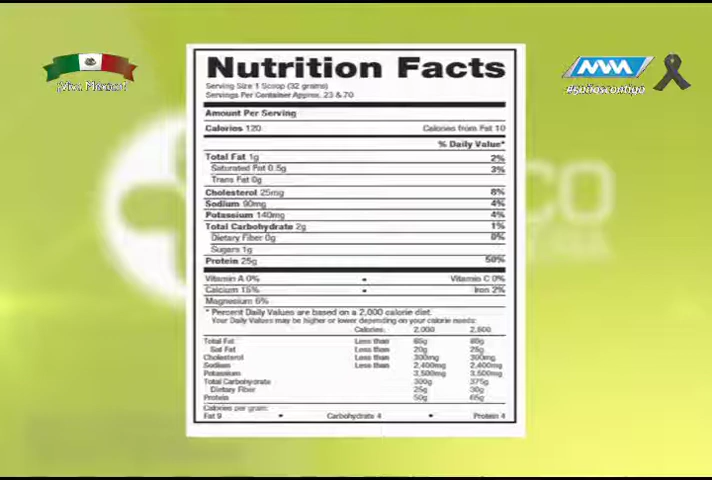 ¡Viva México!
MVM
#5UñosContigo
Nutrition Facts
Serving Size 1 Scoop (32 grams)
Servings Per Container Approx. 23 & 70
Amount Per Serving
Calories 120 Calories from Fat 10
% Daily Value*
Total Fat 1g 2%
Saturated Fat 0.5g 3%
Trans Fat 0g
Cholesterol 25mg 8%
Sodium 90mg 4%
Potassium 140mg 4%
Total Carbohydrate 2g 1%
Dietary Fiber 0g 0%
Sugars 1g
Protein 25g 50%
Vitamin A 0% • Vitamin C 0%
Calcium 15% • Iron 2%
Magnesium 6%
* Percent Daily Values are based on a 2,000 calorie diet.
Your Daily Values may be higher or lower depending on your calorie needs:
Calories: 2,000 2,500
Total Fat Less than 65g 80g
Sat Fat Less than 20g 25g
Cholesterol Less than 300mg 300mg
Sodium Less than 2,400mg 2,400mg
Potassium 3,500mg 3,500mg
Total Carbohydrate 300g 375g
Dietary Fiber 25g 30g
Protein 50g 65g
Calories per gram:
Fat 9 • Carbohydrate 4 • Protein 4
CO